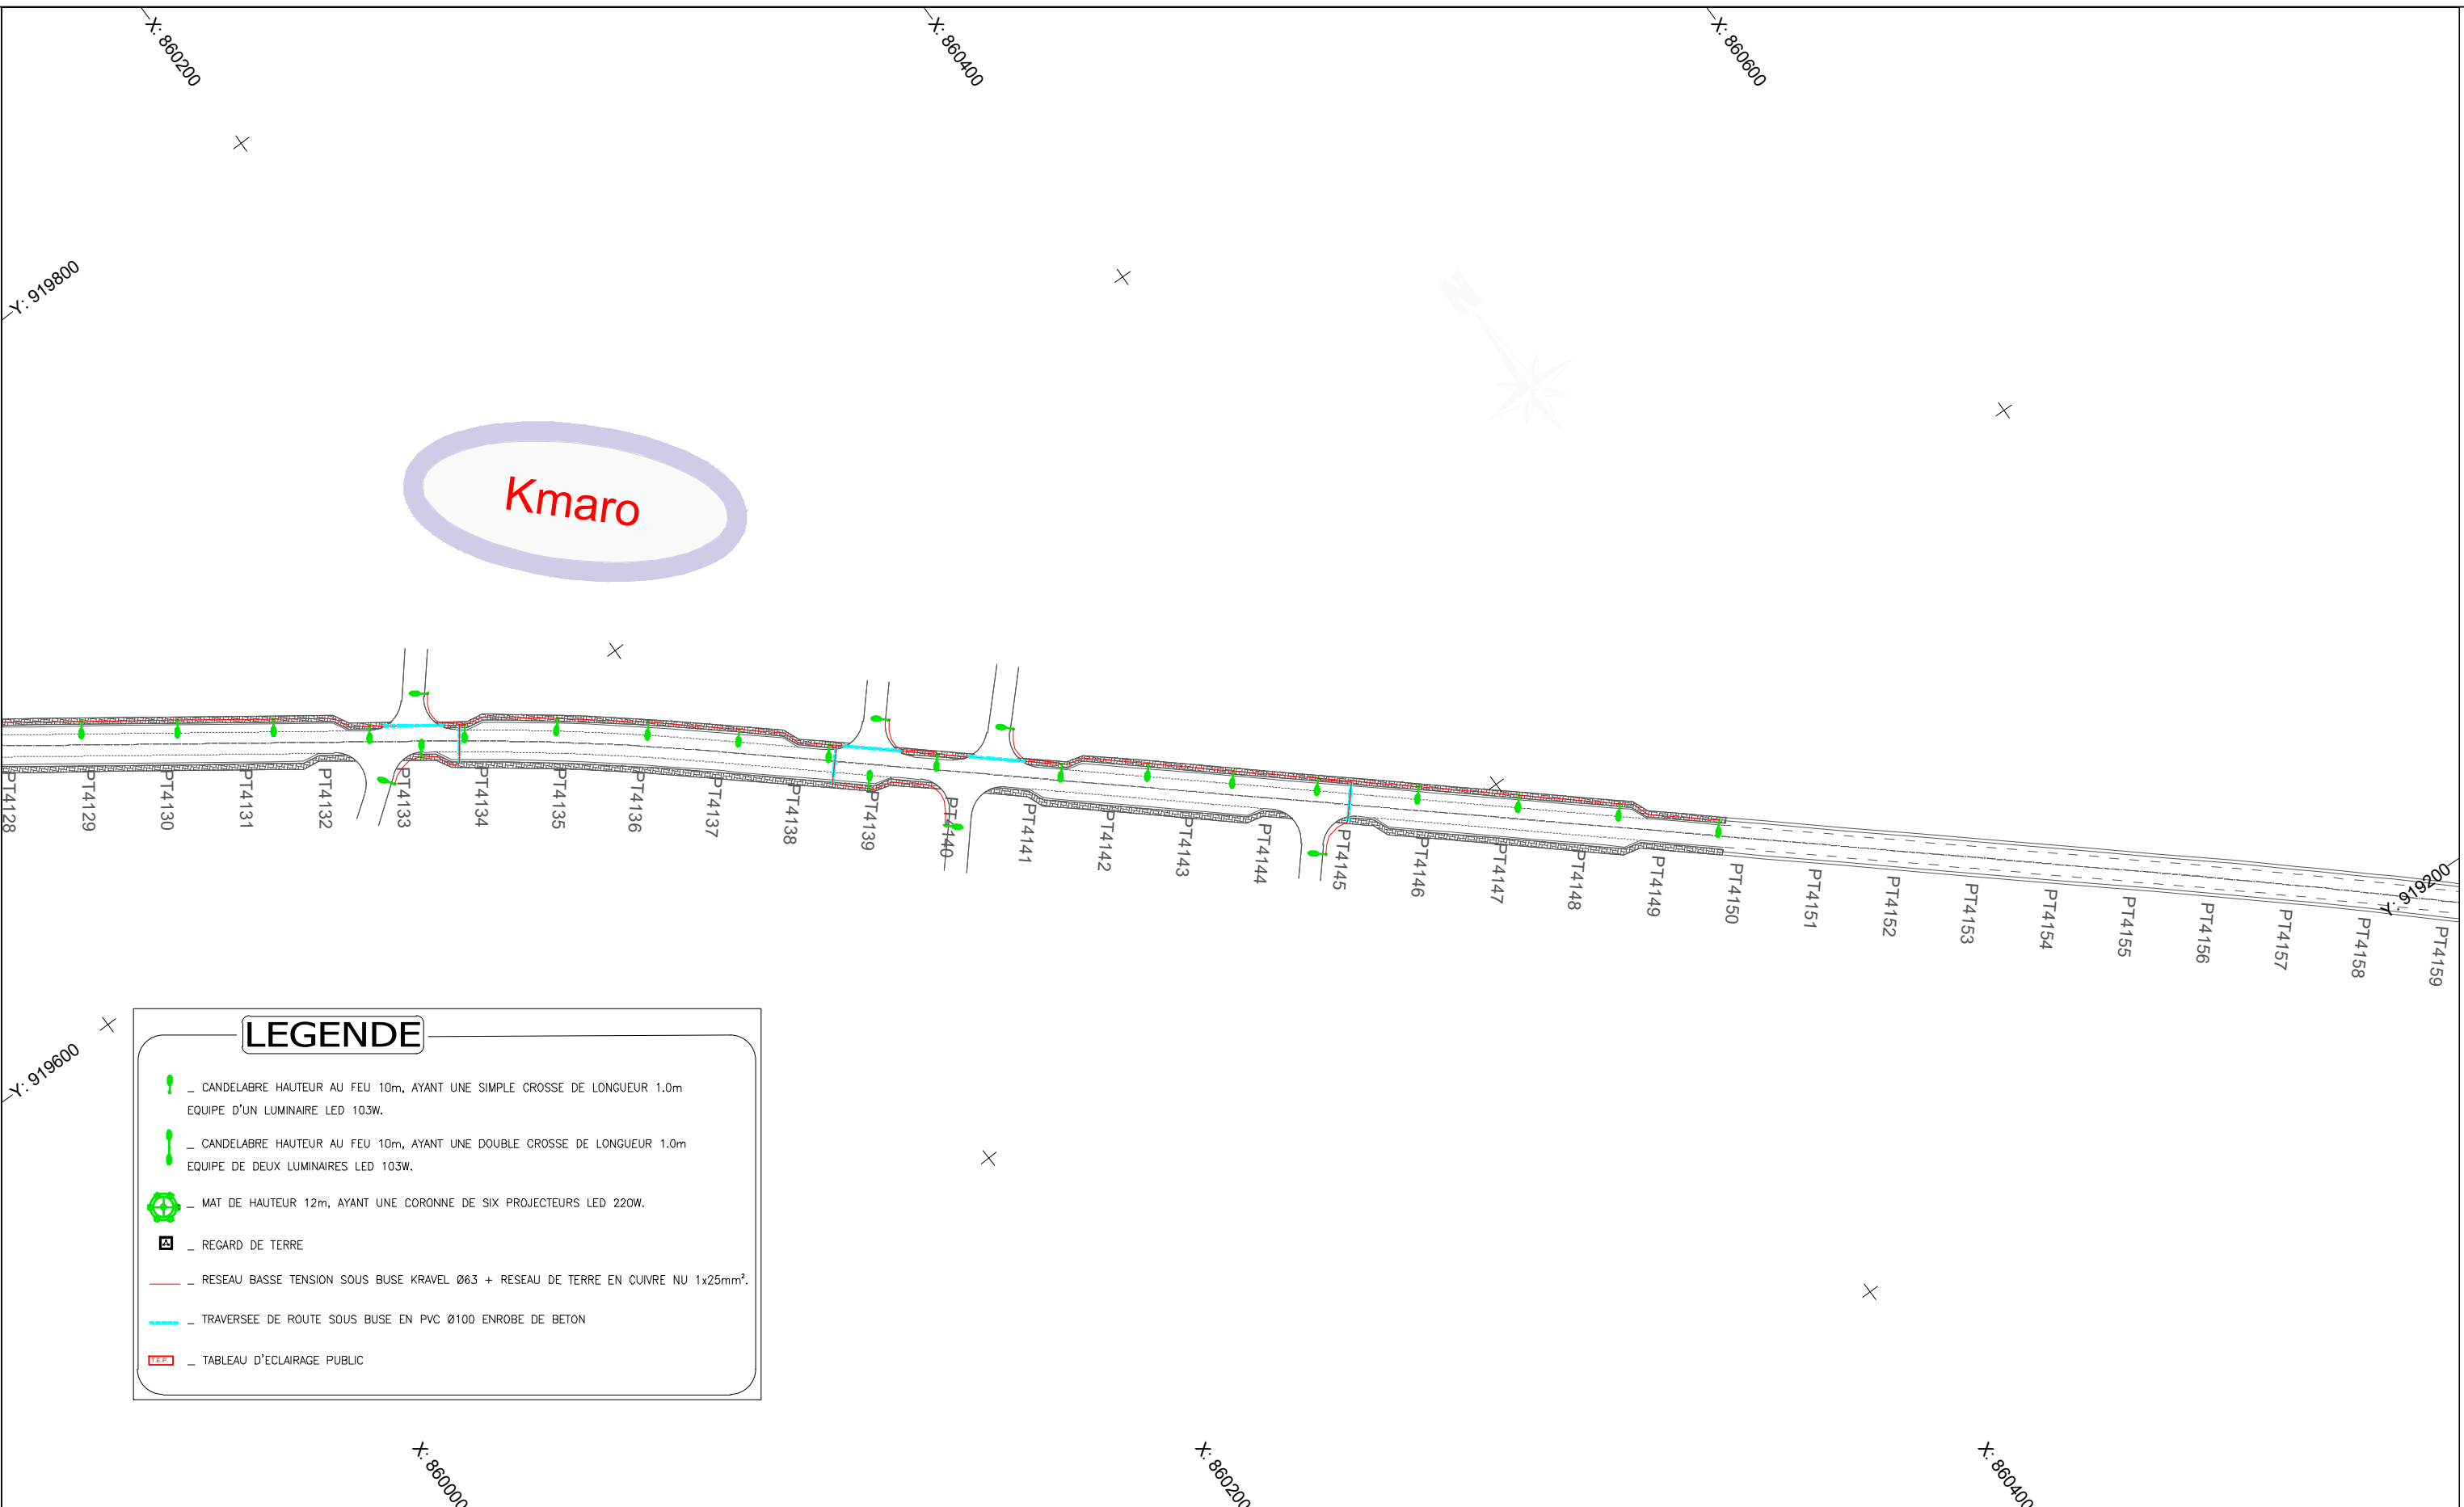 X: 860200
X: 860400
X: 860600
Y: 919800
N
Kmaro
PT4128
PT4129
PT4130
PT4131
PT4132
PT4133
PT4134
PT4135
PT4136
PT4137
PT4138
PT4139
PT4140
PT4141
PT4142
PT4143
PT4144
PT4145
PT4146
PT4147
PT4148
PT4149
PT4150
PT4151
PT4152
PT4153
PT4154
PT4155
PT4156
PT4157
PT4158
PT4159
Y: 919200
Y: 919600
LEGENDE
_ CANDELABRE HAUTEUR AU FEU 10m, AYANT UNE SIMPLE CROSSE DE LONGUEUR 1.0m
EQUIPE D'UN LUMINAIRE LED 103W.
_ CANDELABRE HAUTEUR AU FEU 10m, AYANT UNE DOUBLE CROSSE DE LONGUEUR 1.0m
EQUIPE DE DEUX LUMINAIRES LED 103W.
_ MAT DE HAUTEUR 12m, AYANT UNE CORONNE DE SIX PROJECTEURS LED 220W.
_ REGARD DE TERRE
_ RESEAU BASSE TENSION SOUS BUSE KRAVEL Ø63 + RESEAU DE TERRE EN CUIVRE NU 1x25mm².
_ TRAVERSEE DE ROUTE SOUS BUSE EN PVC Ø100 ENROBE DE BETON
T.E.P _ TABLEAU D'ECLAIRAGE PUBLIC
X: 860000
X: 860200
X: 860400